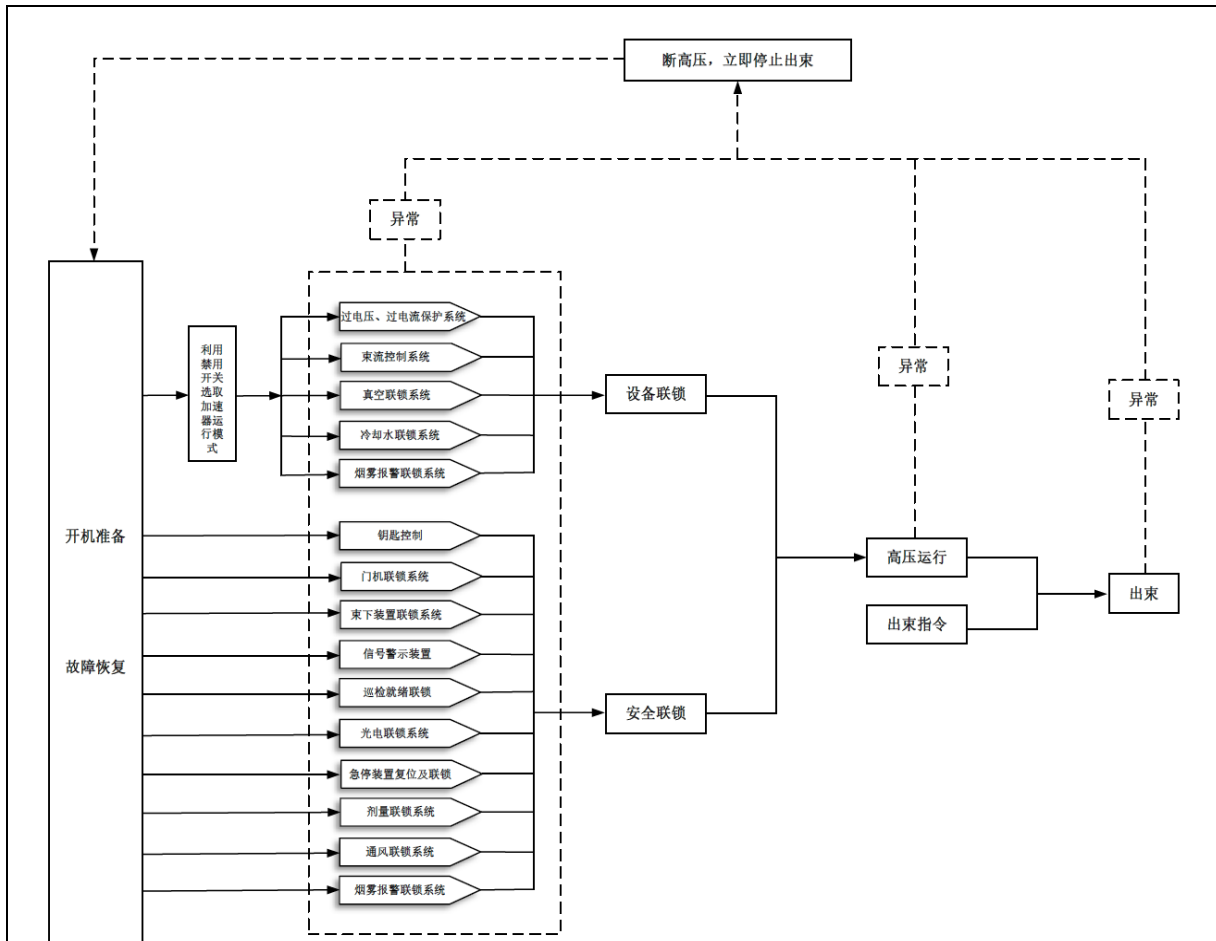 断高压，立即停止出束
异常
过电压、过电流保护系统
利用
禁用
开关
选取
加速
器运
行模
式
束流控制系统
异常
真空联锁系统
设备联锁
异常
冷却水联锁系统
烟雾报警联锁系统
开机准备
钥匙控制
高压运行
门机联锁系统
出束
束下装置联锁系统
出束指令
故障恢复
信号警示装置
巡检就绪联锁
安全联锁
光电联锁系统
急停装置复位及联锁
剂量联锁系统
通风联锁系统
烟雾报警联锁系统